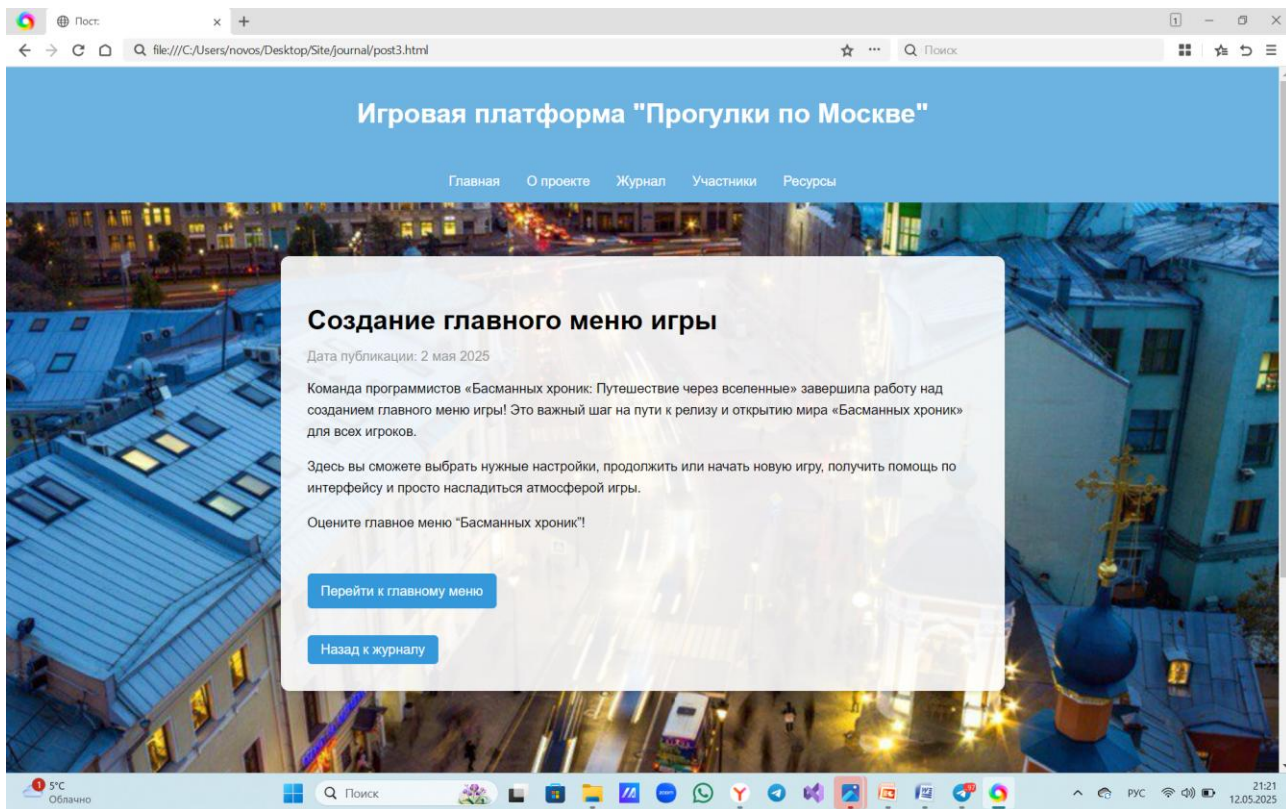 Пост:
1
file:///C:/Users/novos/Desktop/Site/journal/post3.html
Поиск
Игровая платформа "Прогулки по Москве"
Главная О проекте Журнал Участники Ресурсы
Создание главного меню игры
Дата публикации: 2 мая 2025
Команда программистов «Басманных хроник: Путешествие через вселенные» завершила работу над
созданием главного меню игры! Это важный шаг на пути к релизу и открытию мира «Басманных хроник»
для всех игроков.
Здесь вы сможете выбрать нужные настройки, продолжить или начать новую игру, получить помощь по
интерфейсу и просто насладиться атмосферой игры.
Оцените главное меню “Басманных хроник”!
Перейти к главному меню
Назад к журналу
1
5°C
Облачно
Поиск
zoom
97
РУС
21:21
12.05.2025